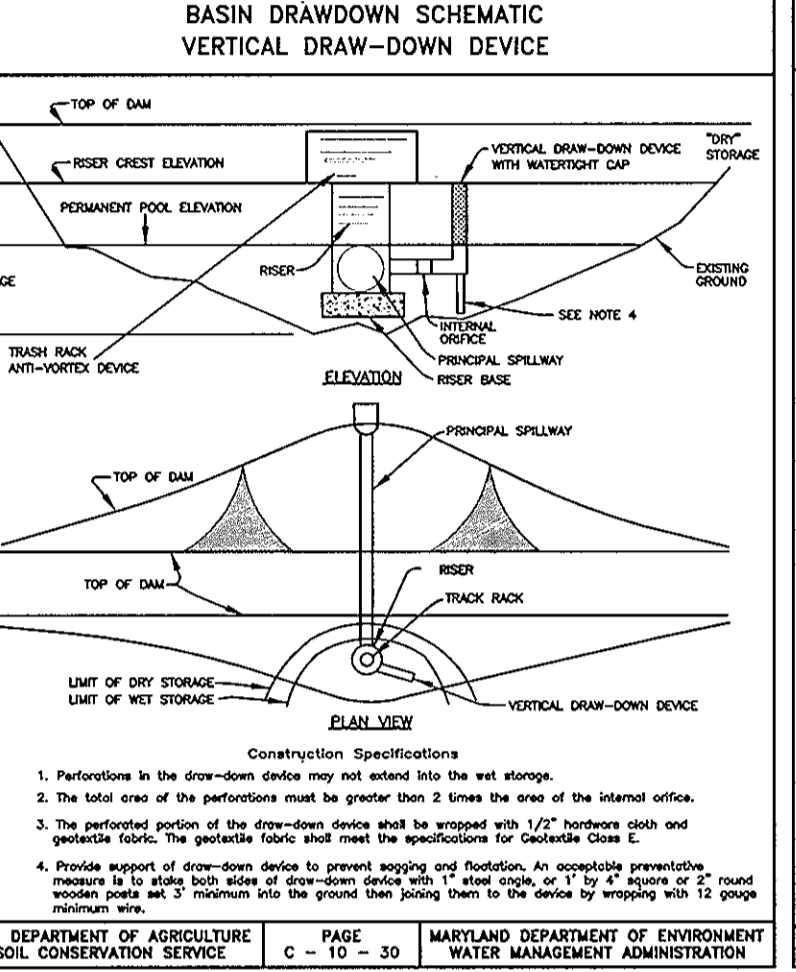 BASIN DRAWDOWN SCHEMATIC
VERTICAL DRAW-DOWN DEVICE
TOP OF DAM
RISER CREST ELEVATION
VERTICAL DRAW-DOWN DEVICE
WITH WATERTIGHT CAP
"DRY"
STORAGE
PERMANENT POOL ELEVATION
GE
RISER
EXISTING
GROUND
SEE NOTE 4
INTERNAL
ORIFICE
TRASH RACK
ANTI-VORTEX DEVICE
PRINCIPAL SPILLWAY
RISER BASE
ELEVATION
PRINCIPAL SPILLWAY
TOP OF DAM
TOP OF DAM
RISER
TRACK RACK
LIMIT OF DRY STORAGE
LIMIT OF WET STORAGE
VERTICAL DRAW-DOWN DEVICE
PLAN VIEW
Construction Specifications
1. Perforations in the draw-down device may not extend into the wet storage.
2. The total area of the perforations must be greater than 2 times the area of the internal orifice.
3. The perforated portion of the draw-down device shall be wrapped with 1/2" hardware cloth and
geotextile fabric. The geotextile fabric shall meet the specifications for Geotextile Class E.
4. Provide support of draw-down device to prevent sagging and floatation. An acceptable preventative
measure is to stake both sides of draw-down device with 1" steel angle, or 1' by 4" square or 2" round
wooden posts set 3' minimum into the ground then joining them to the device by wrapping with 12 gauge
minimum wire.
DEPARTMENT OF AGRICULTURE
SOIL CONSERVATION SERVICE
PAGE
C - 10 - 30
MARYLAND DEPARTMENT OF ENVIRONMENT
WATER MANAGEMENT ADMINISTRATION